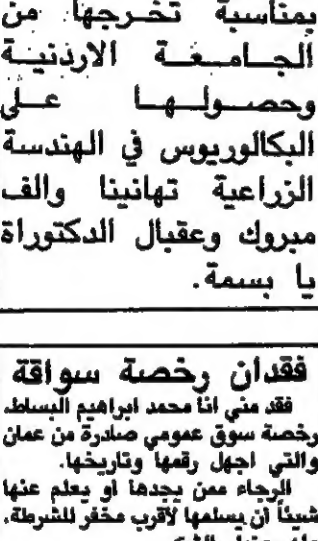 بمناسبة تخرجها من
الجامعة الاردنية
وحصولها على
البكالوريوس في الهندسة
الزراعية تهانينا والف
مبروك وعقبال الدكتوراة
يا بسمة.
فقدان رخصة سواقة
فقد مني انا محمد ابراهيم البساط،
رخصة سوق عمومي صادرة من عمان
والتي اجهل رقمها وتاريخها.
الرجاء ممن يجدها او يعلم عنها
شيئاً أن يسلمها لأقرب مخفر للشرطة،